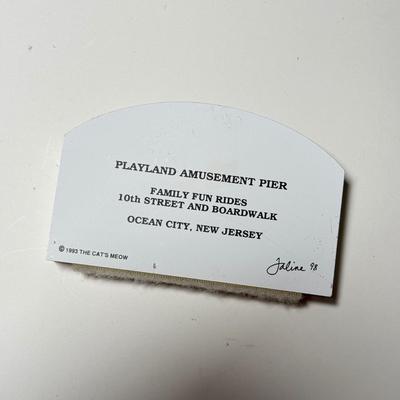 PLAYLAND AMUSEMENT PIER
FAMILY FUN RIDES
10th STREET AND BOARDWALK
OCEAN CITY, NEW JERSEY
© 1993 THE CAT'S MEOW
Faline 98